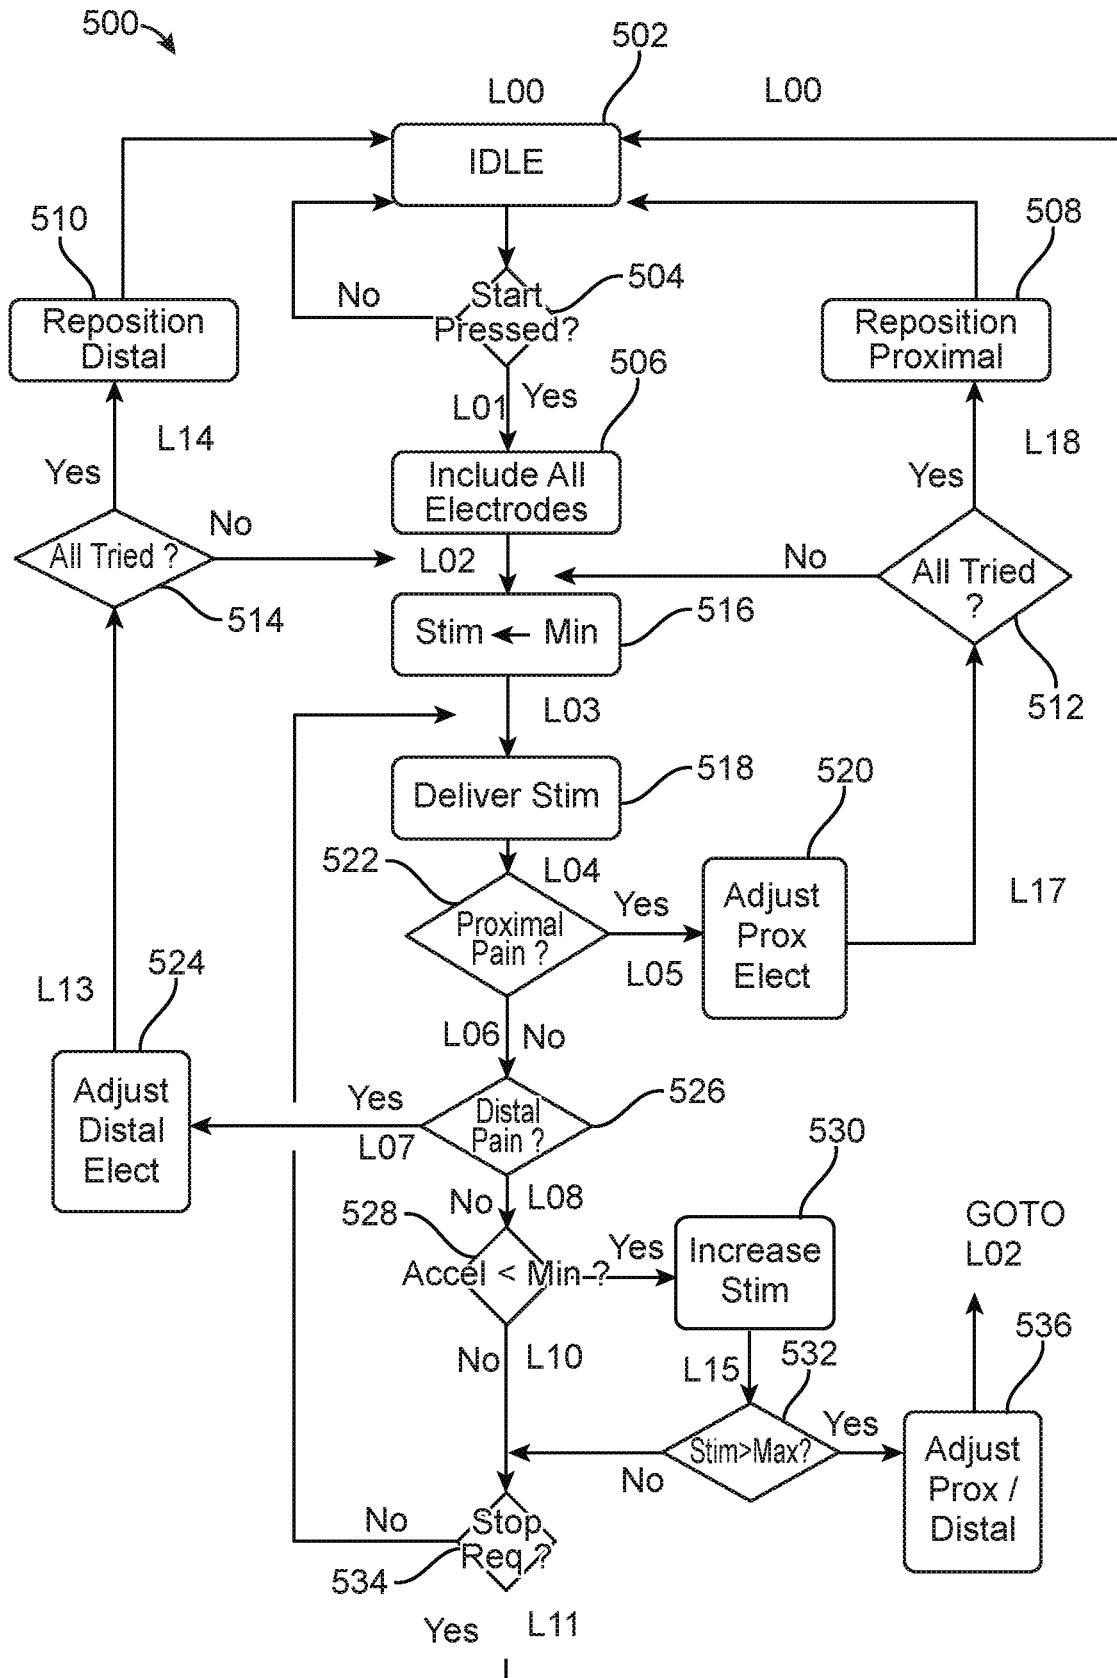 500
502
L00
L00
IDLE
510
508
504
No
Start
Pressed?
Reposition
Distal
Reposition
Proximal
506
L01
Yes
L14
L18
Yes
Yes
Include All
Electrodes
No
L02
No
All Tried ?
All Tried
?
514
516
Stim ← Min
512
L03
518
520
Deliver Stim
522
L04
Yes
L17
Proximal
Pain ?
Adjust
Prox
Elect
L05
524
L13
L06
No
526
Yes
Distal
Pain ?
Adjust
Distal
Elect
L07
530
No
L08
528
GOTO
L02
Yes
Increase
Stim
Accel < Min ?
536
532
No
L10
L15
Yes
Stim>Max?
Adjust
Prox /
Distal
No
No
Stop
Req ?
534
Yes
L11